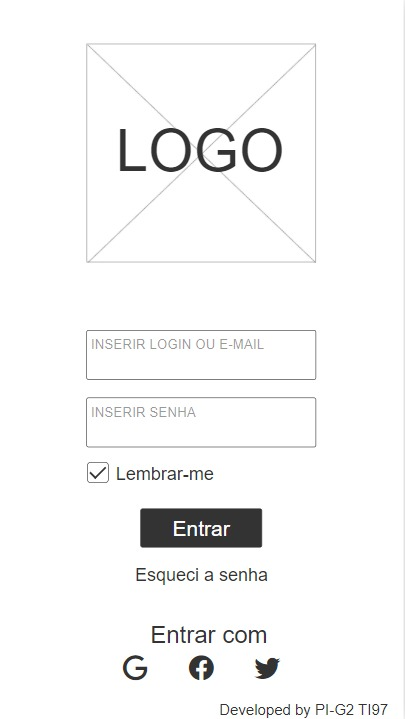 LOGO
INSERIR LOGIN OU E-MAIL
INSERIR SENHA
Lembrar-me
Entrar
Esqueci a senha
Entrar com
Developed by PI-G2 TI97